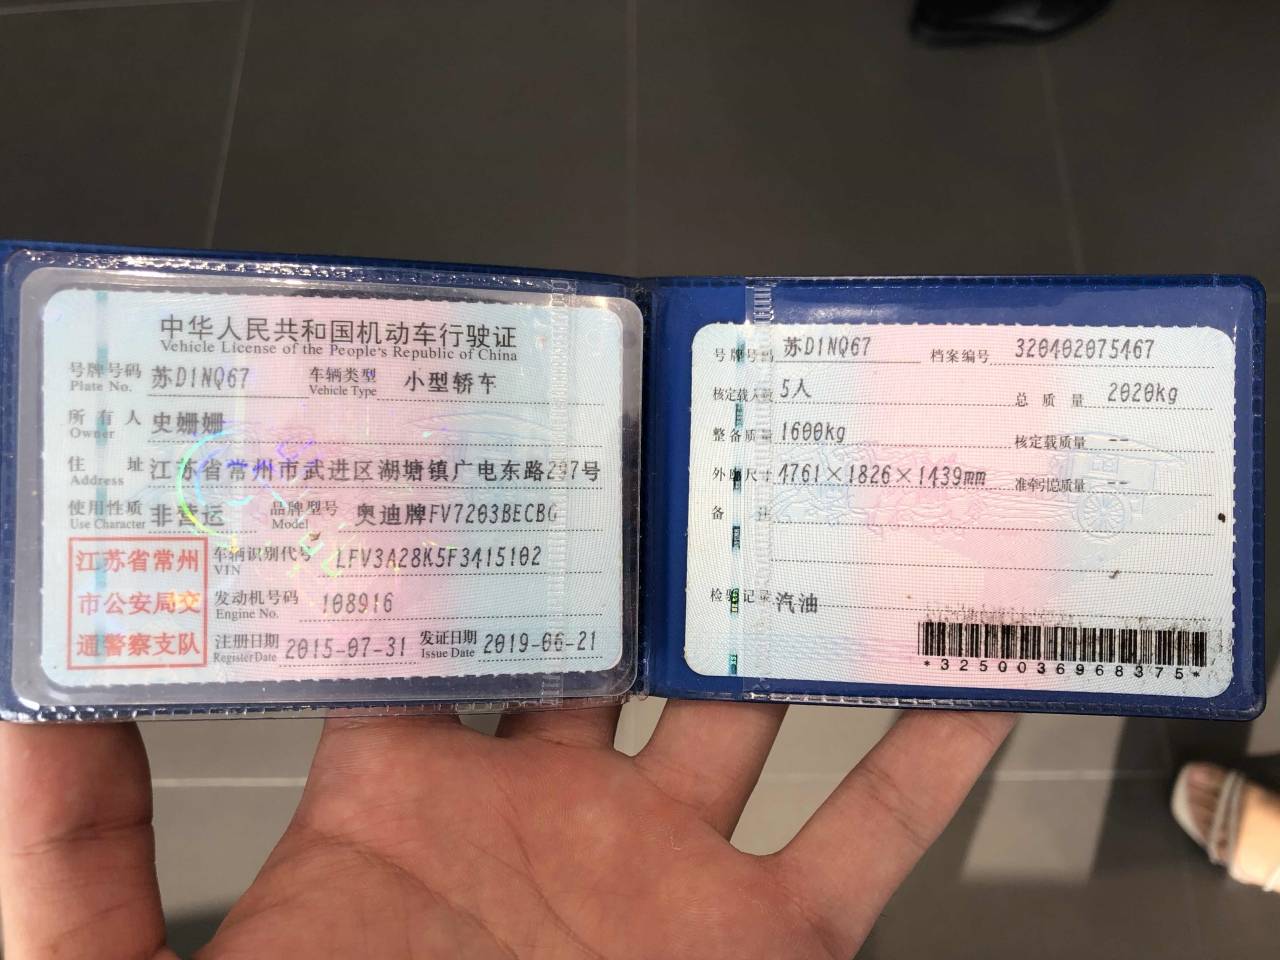 中华人民共和国机动车行驶证
Vehicle License of the People's Republic of China
号牌号码 苏D1NQ67 车辆类型 小型轿车
Plate No. Vehicle Type
所有人 史姗姗
Owner
住址 江苏省常州市武进区湖塘镇广电东路297号
Address
使用性质 非营运 品牌型号 奥迪牌FV7203BECBG
Use Character Model
江苏省常州
市公安局交
通警察支队
车辆识别代号 LFV3A28K5F3415102
VIN
发动机号码 108916
Engine No.
注册日期 2015-07-31 发证日期 2019-06-21
Register Date Issue Date
号牌号码 苏D1NQ67 档案编号 320402075467
核定载人数 5人 总质量 2020kg
整备质量 1600kg 核定载质量 --
外廓尺寸 4761×1826×1439mm 准牵引总质量 --
备注
检验记录 汽油
*3250036968375*